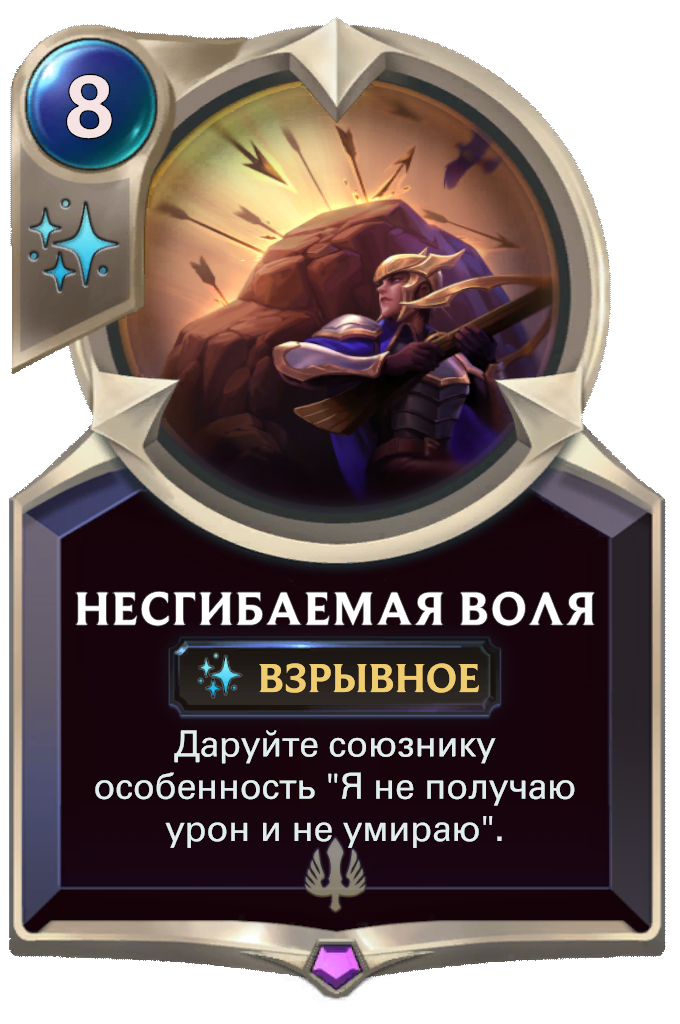 8
НЕСГИБАЕМАЯ ВОЛЯ
ВЗРЫВНОЕ
Даруйте союзнику
особенность "Я не получаю
урон и не умираю".